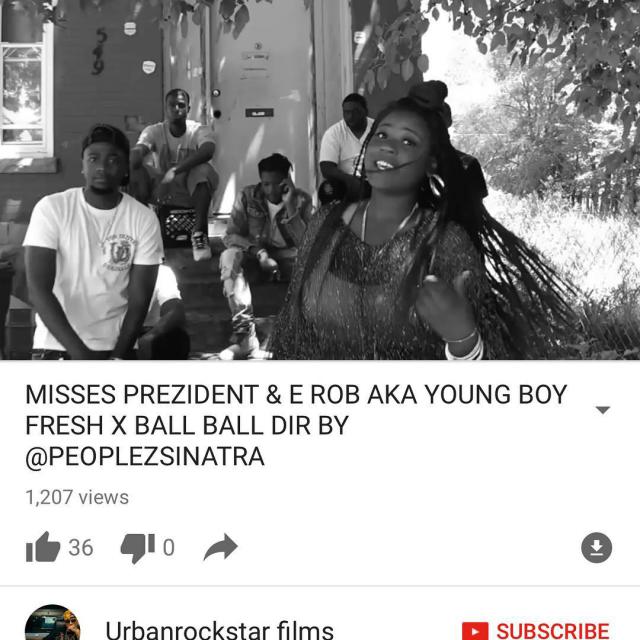 519
MISSES PREZIDENT & E ROB AKA YOUNG BOY
FRESH X BALL BALL DIR BY
@PEOPLEZSINATRA
1,207 views
36
0
Urbanrockstar films
SUBSCRIBE